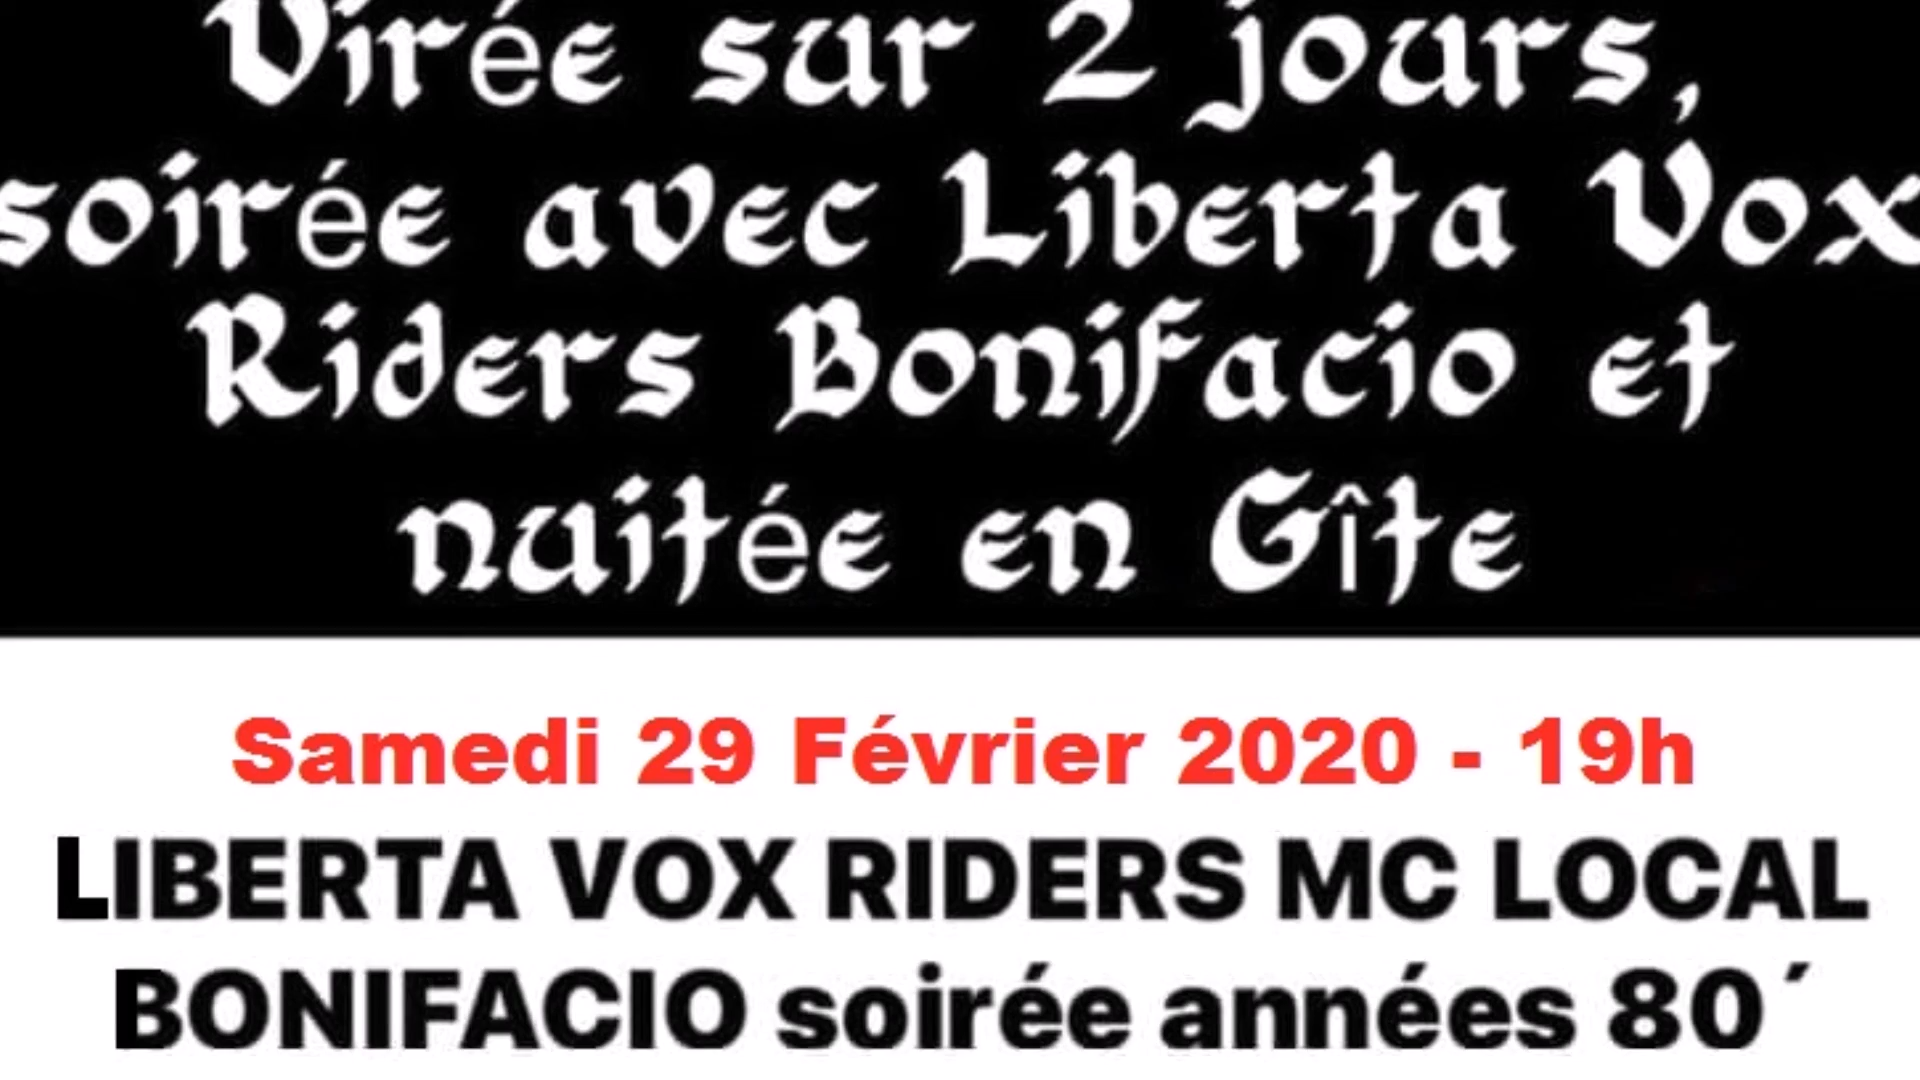 Virée sur 2 jours,
soirée avec Liberta Vox
Riders Bonifacio et
nuitée en Gîte
Samedi 29 Février 2020 - 19h
LIBERTA VOX RIDERS MC LOCAL
BONIFACIO soirée années 80´